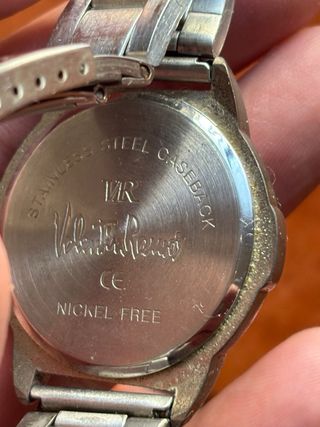 STAINLESS STEEL CASEBACK
VR
CE
NICKEL FREE